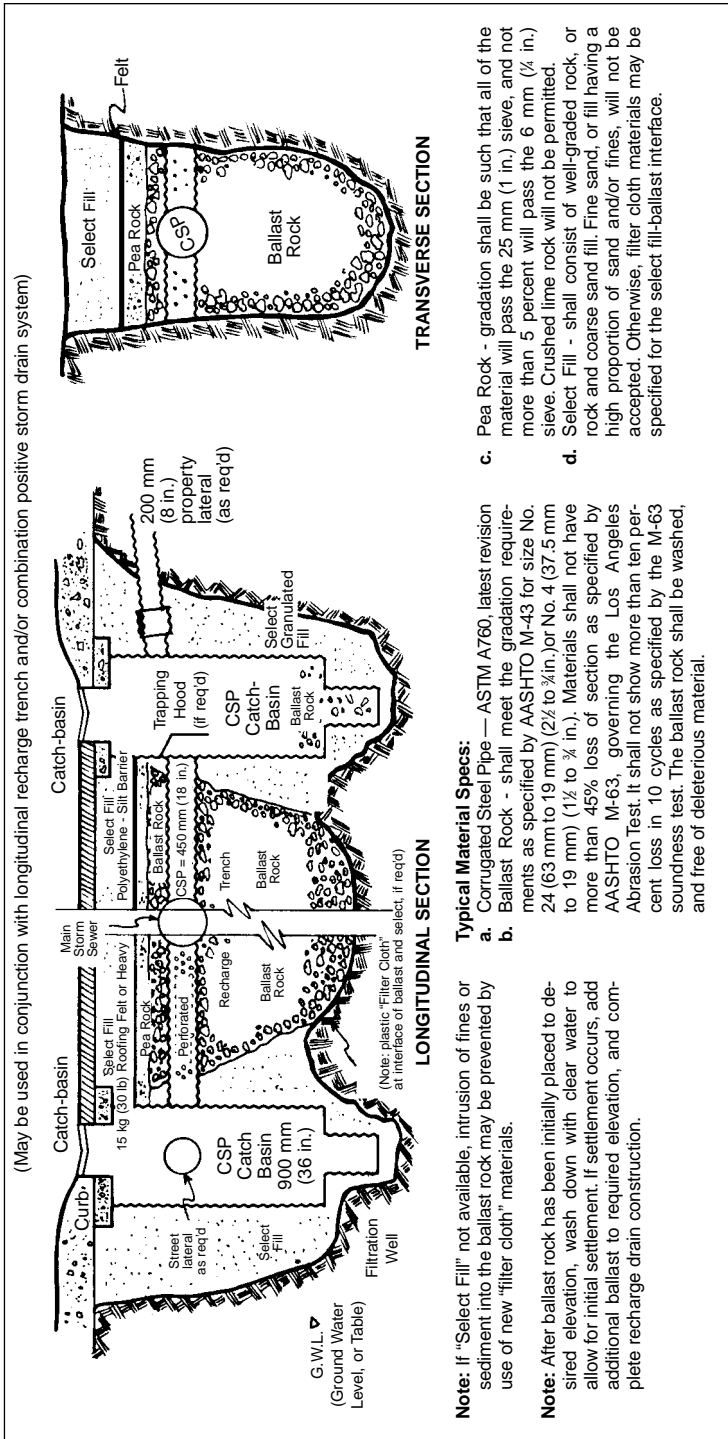 (May be used in conjunction with longitudinal recharge trench and/or combination positive storm drain system)
Catch-basin
Curb
Main
Storm
Sewer
Catch-basin
Select Fill
15 kg (30 lb) Roofing Felt or Heavy
Select Fill
Polyethylene - Silt Barrier
Pea Rock
Ballast Rock
Perforated
CSP = 450 mm (18 in.)
Recharge
Trench
Ballast
Rock
Ballast
Rock
Street
lateral
as req'd
CSP
Catch
Basin
900 mm
(36 in.)
Select
Fill
Filtration
Well
G.W.L.
(Ground Water
Level, or Table)
(Note: plastic "Filter Cloth"
at interface of ballast and select, if req'd)
Trapping
Hood
(if req'd)
CSP
Catch-
Basin
Ballast
Rock
Select
Granulated
Fill
200 mm
(8 in.)
property
lateral
(as req'd)
LONGITUDINAL SECTION
Select Fill
Felt
Pea Rock
CSP
Ballast
Rock
TRANSVERSE SECTION
Note: If "Select Fill" not available, intrusion of fines or
sediment into the ballast rock may be prevented by
use of new "filter cloth" materials.
Note: After ballast rock has been initially placed to de-
sired elevation, wash down with clear water to
allow for initial settlement. If settlement occurs, add
additional ballast to required elevation, and com-
plete recharge drain construction.
Typical Material Specs:
a. Corrugated Steel Pipe — ASTM A760, latest revision
b. Ballast Rock - shall meet the gradation require-
ments as specified by AASHTO M-43 for size No.
24 (63 mm to 19 mm) (2½ to ¾in.)or No. 4 (37.5 mm
to 19 mm) (1½ to ¾ in.). Materials shall not have
more than 45% loss of section as specified by
AASHTO M-63, governing the Los Angeles
Abrasion Test. It shall not show more than ten per-
cent loss in 10 cycles as specified by the M-63
soundness test. The ballast rock shall be washed,
and free of deleterious material.
c. Pea Rock - gradation shall be such that all of the
material will pass the 25 mm (1 in.) sieve, and not
more than 5 percent will pass the 6 mm (¼ in.)
sieve. Crushed lime rock will not be permitted.
d. Select Fill - shall consist of well-graded rock, or
rock and coarse sand fill. Fine sand, or fill having a
high proportion of sand and/or fines, will not be
accepted. Otherwise, filter cloth materials may be
specified for the select fill-ballast interface.